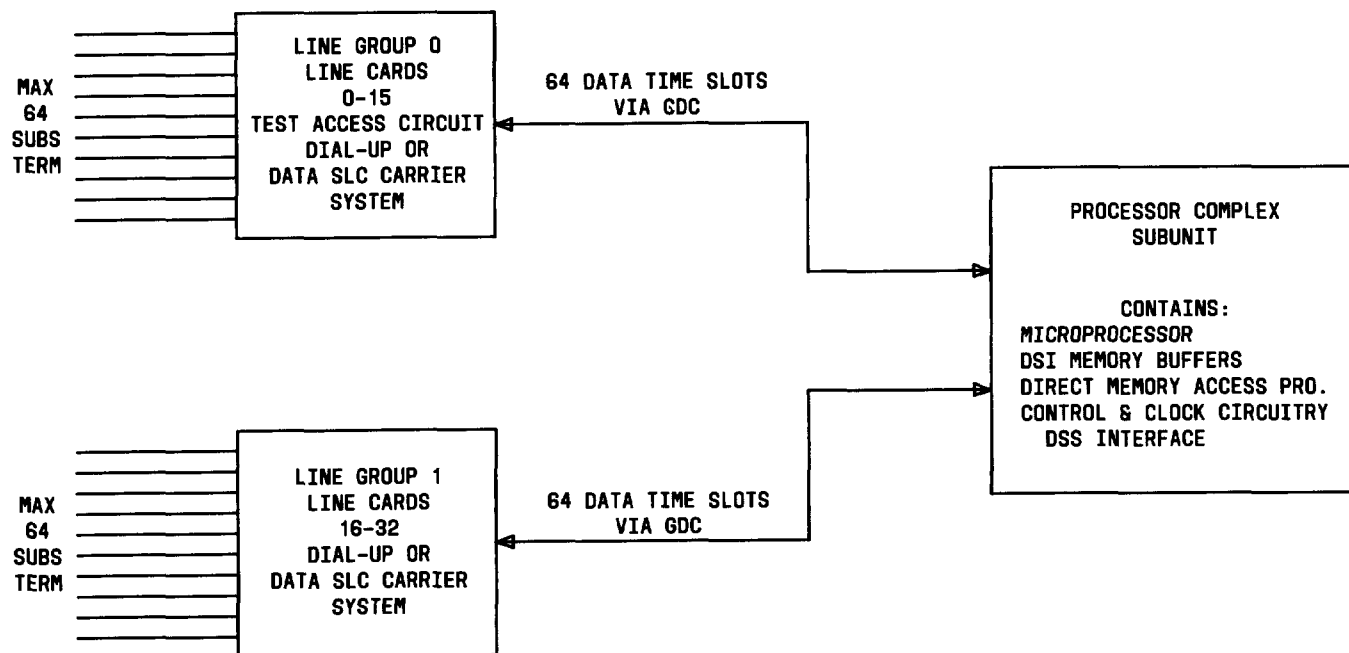 MAX
64
SUBS
TERM
LINE GROUP 0
LINE CARDS
0-15
TEST ACCESS CIRCUIT
DIAL-UP OR
DATA SLC CARRIER
SYSTEM
64 DATA TIME SLOTS
VIA GDC
PROCESSOR COMPLEX
SUBUNIT
CONTAINS:
MICROPROCESSOR
DSI MEMORY BUFFERS
DIRECT MEMORY ACCESS PRO.
CONTROL & CLOCK CIRCUITRY
DSS INTERFACE
MAX
64
SUBS
TERM
LINE GROUP 1
LINE CARDS
16-32
DIAL-UP OR
DATA SLC CARRIER
SYSTEM
64 DATA TIME SLOTS
VIA GDC